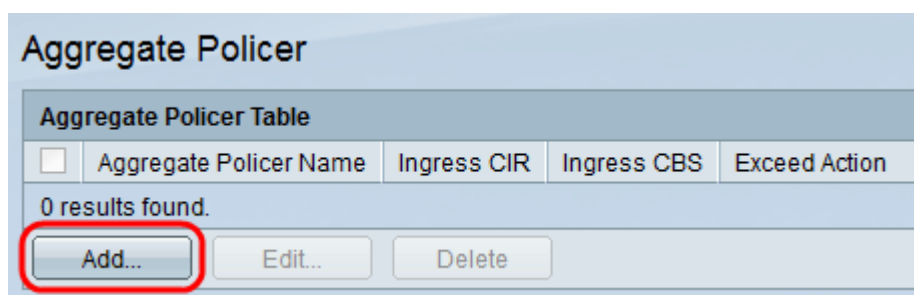 Aggregate Policer
Aggregate Policer Table
Aggregate Policer Name Ingress CIR Ingress CBS Exceed Action
0 results found.
Add... Edit... Delete